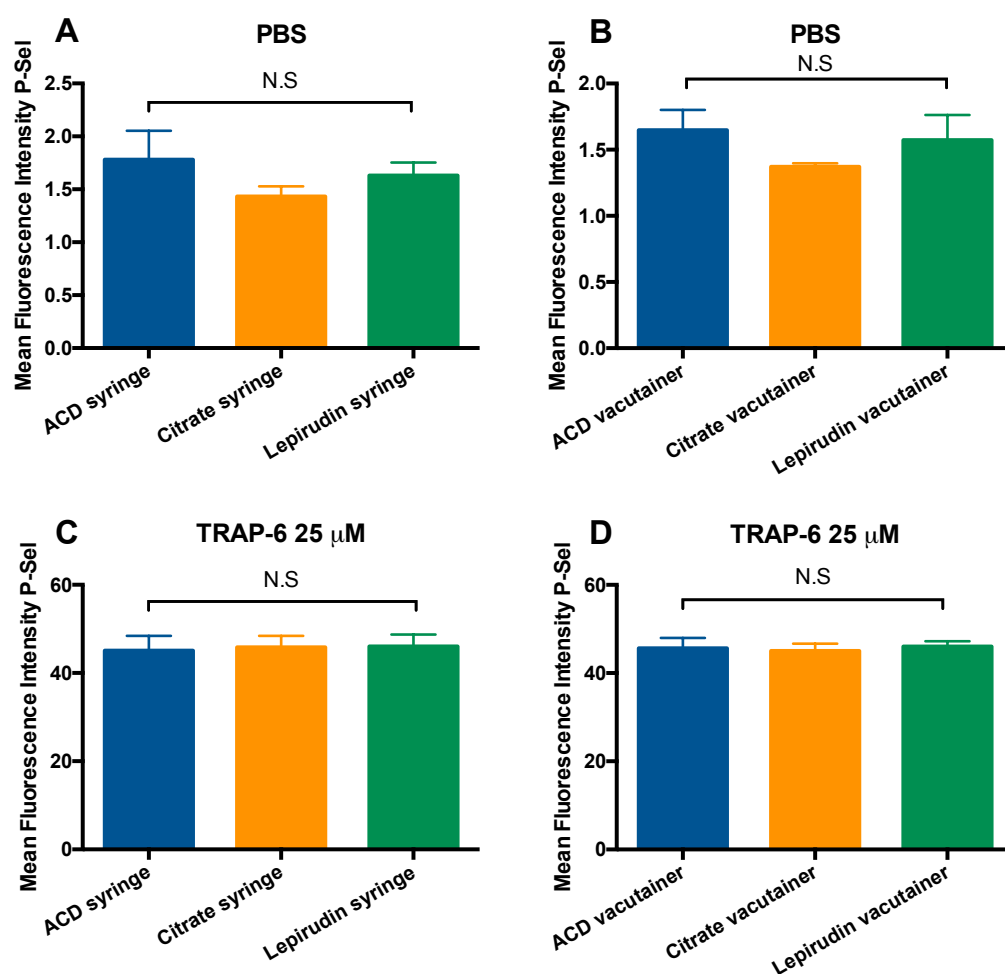 A
PBS
Mean Fluorescence Intensity P-Sel
2.5
2.0
1.5
1.0
0.5
0.0
N.S
ACD syringe
Citrate syringe
Lepirudin syringe
B
PBS
Mean Fluorescence Intensity P-Sel
2.0
1.5
1.0
0.5
0.0
N.S
ACD vacutainer
Citrate vacutainer
Lepirudin vacutainer
C
TRAP-6 25 μM
Mean Fluorescence Intensity P-Sel
60
40
20
0
N.S
ACD syringe
Citrate syringe
Lepirudin syringe
D
TRAP-6 25 μM
Mean Fluorescence Intensity P-Sel
60
40
20
0
N.S
ACD vacutainer
Citrate vacutainer
Lepirudin vacutainer